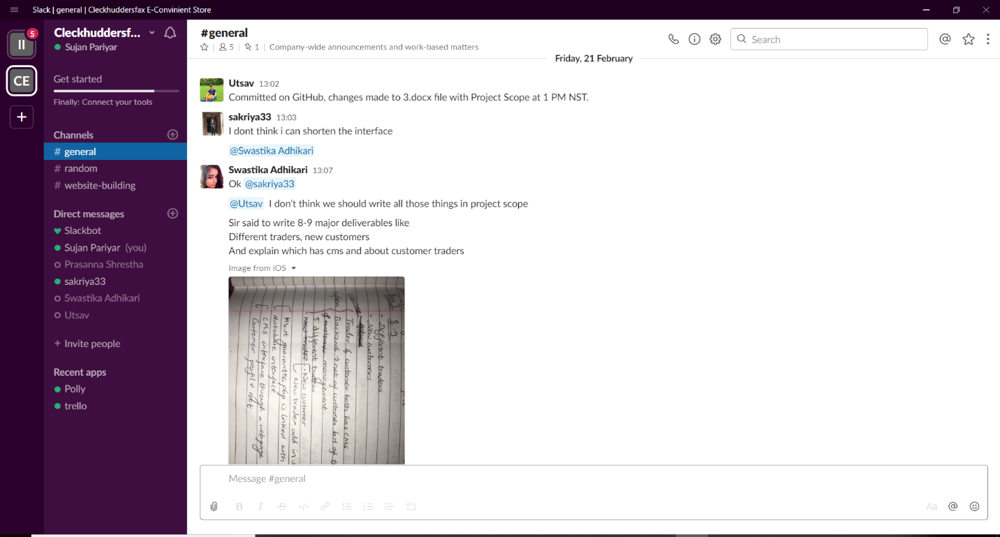 Slack | general | Cleckhuddersfax E-Convinient Store
II
5
CE
+
Cleckhuddersf...
Sujan Pariyar
Get started
Finally: Connect your tools
Channels
# general
# random
# website-building
Direct messages
Slackbot
Sujan Pariyar (you)
Prasanna Shrestha
sakriya33
Swastika Adhikari
Utsav
+ Invite people
Recent apps
Polly
trello
#general
5 | 1 | Company-wide announcements and work-based matters
Search
Friday, 21 February
Utsav 13:02
Committed on GitHub, changes made to 3.docx file with Project Scope at 1 PM NST.
sakriya33 13:03
I dont think i can shorten the interface
@Swastika Adhikari
Swastika Adhikari 13:07
Ok @sakriya33
@Utsav I don't think we should write all those things in project scope
Sir said to write 8-9 major deliverables like
Different traders, new customers
And explain which has cms and about customer traders
Image from iOS
8-9
• Different traders
• New customers
Trader & customer both has CMS
Backend → not of customer but of
customer management.
5 different traders
New trader • New customer
New trader add in
Must guarantee php is linked with
database interface
CMS interface through a webpage
Customer profile edit
Message #general
B I S </>
Aa @